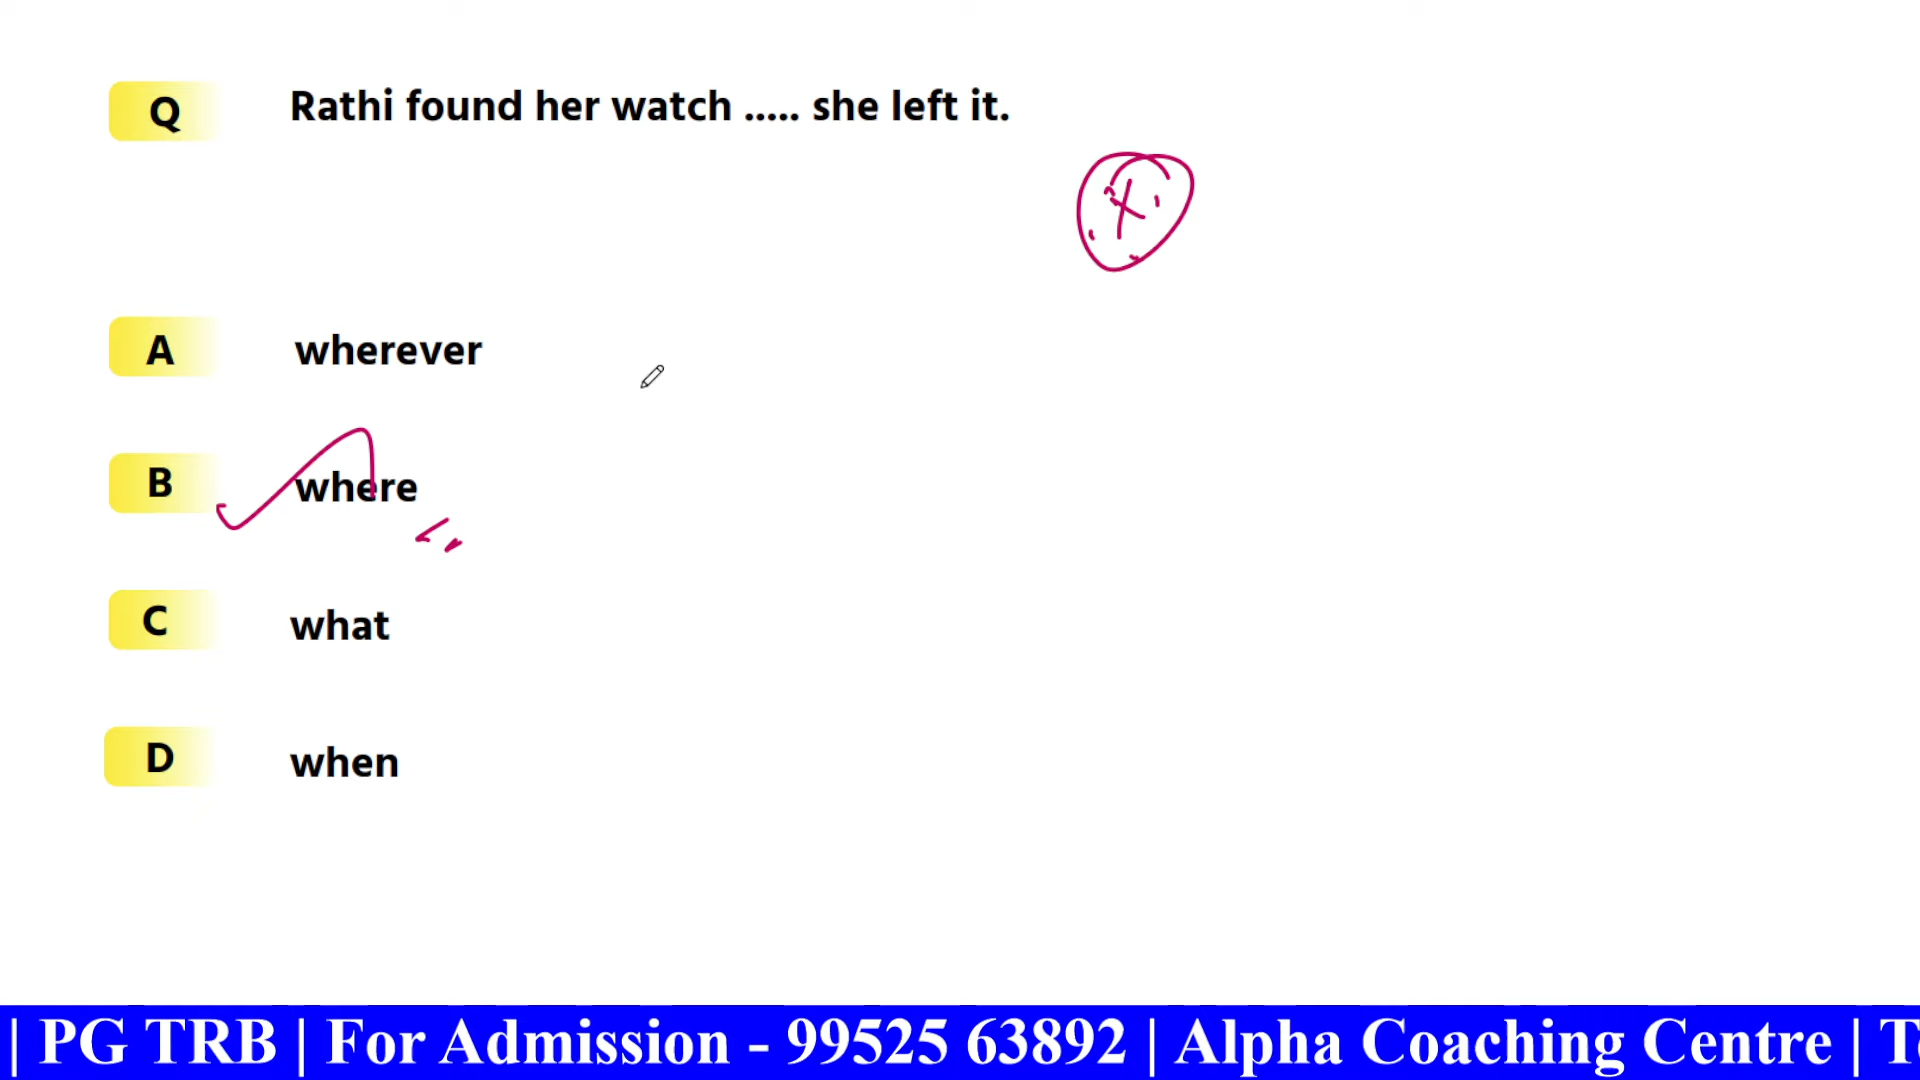 Q Rathi found her watch ..... she left it.
A wherever
B where
C what
D when
| PG TRB | For Admission - 99525 63892 | Alpha Coaching Centre |